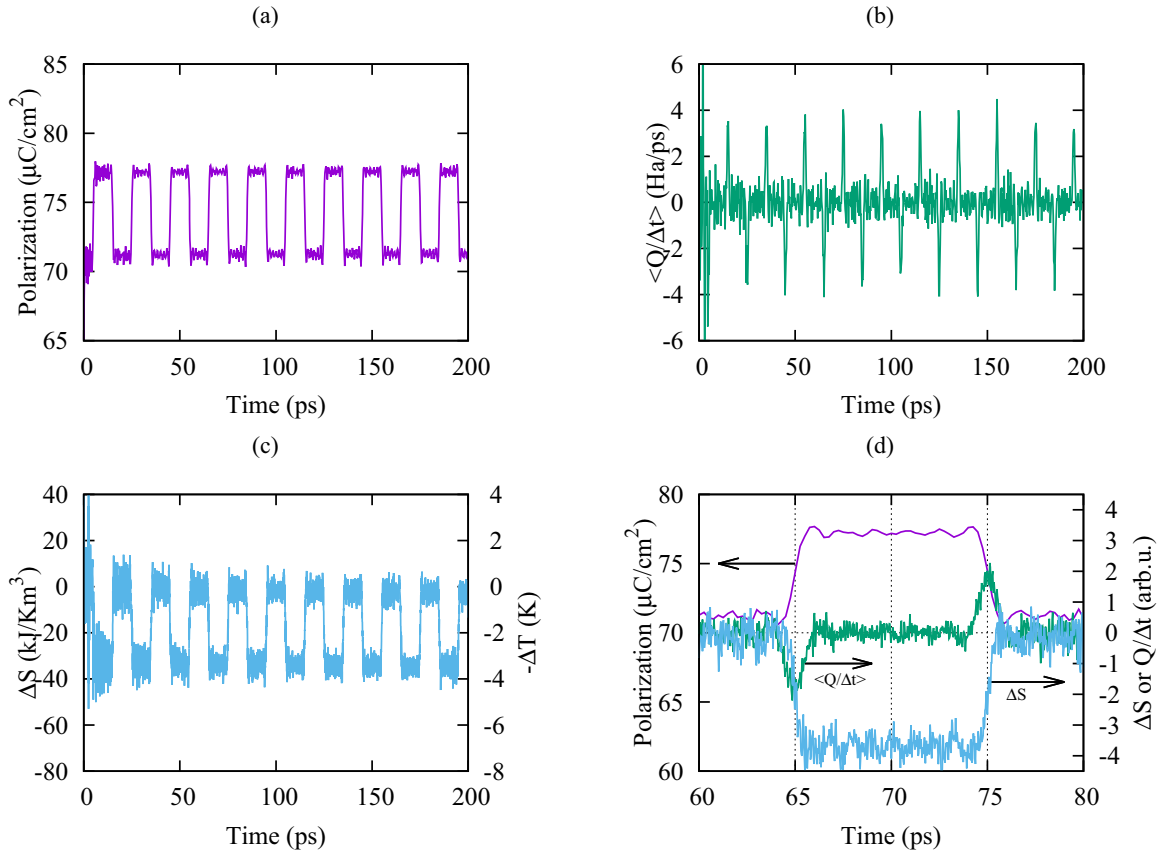 (a)
85
80
75
70
65
Polarization (μC/cm²)
0 50 100 150 200
Time (ps)
(b)
6
4
2
0
-2
-4
-6
<Q/Δt> (Ha/ps)
0 50 100 150 200
Time (ps)
(c)
40
20
0
-20
-40
-60
-80
ΔS (kJ/Km³)
4
2
0
-2
-4
-6
-8
-ΔT (K)
0 50 100 150 200
Time (ps)
(d)
80
75
70
65
60
Polarization (μC/cm²)
4
3
2
1
0
-1
-2
-3
-4
ΔS or Q/Δt (arb.u.)
<Q/Δt>
ΔS
60 65 70 75 80
Time (ps)